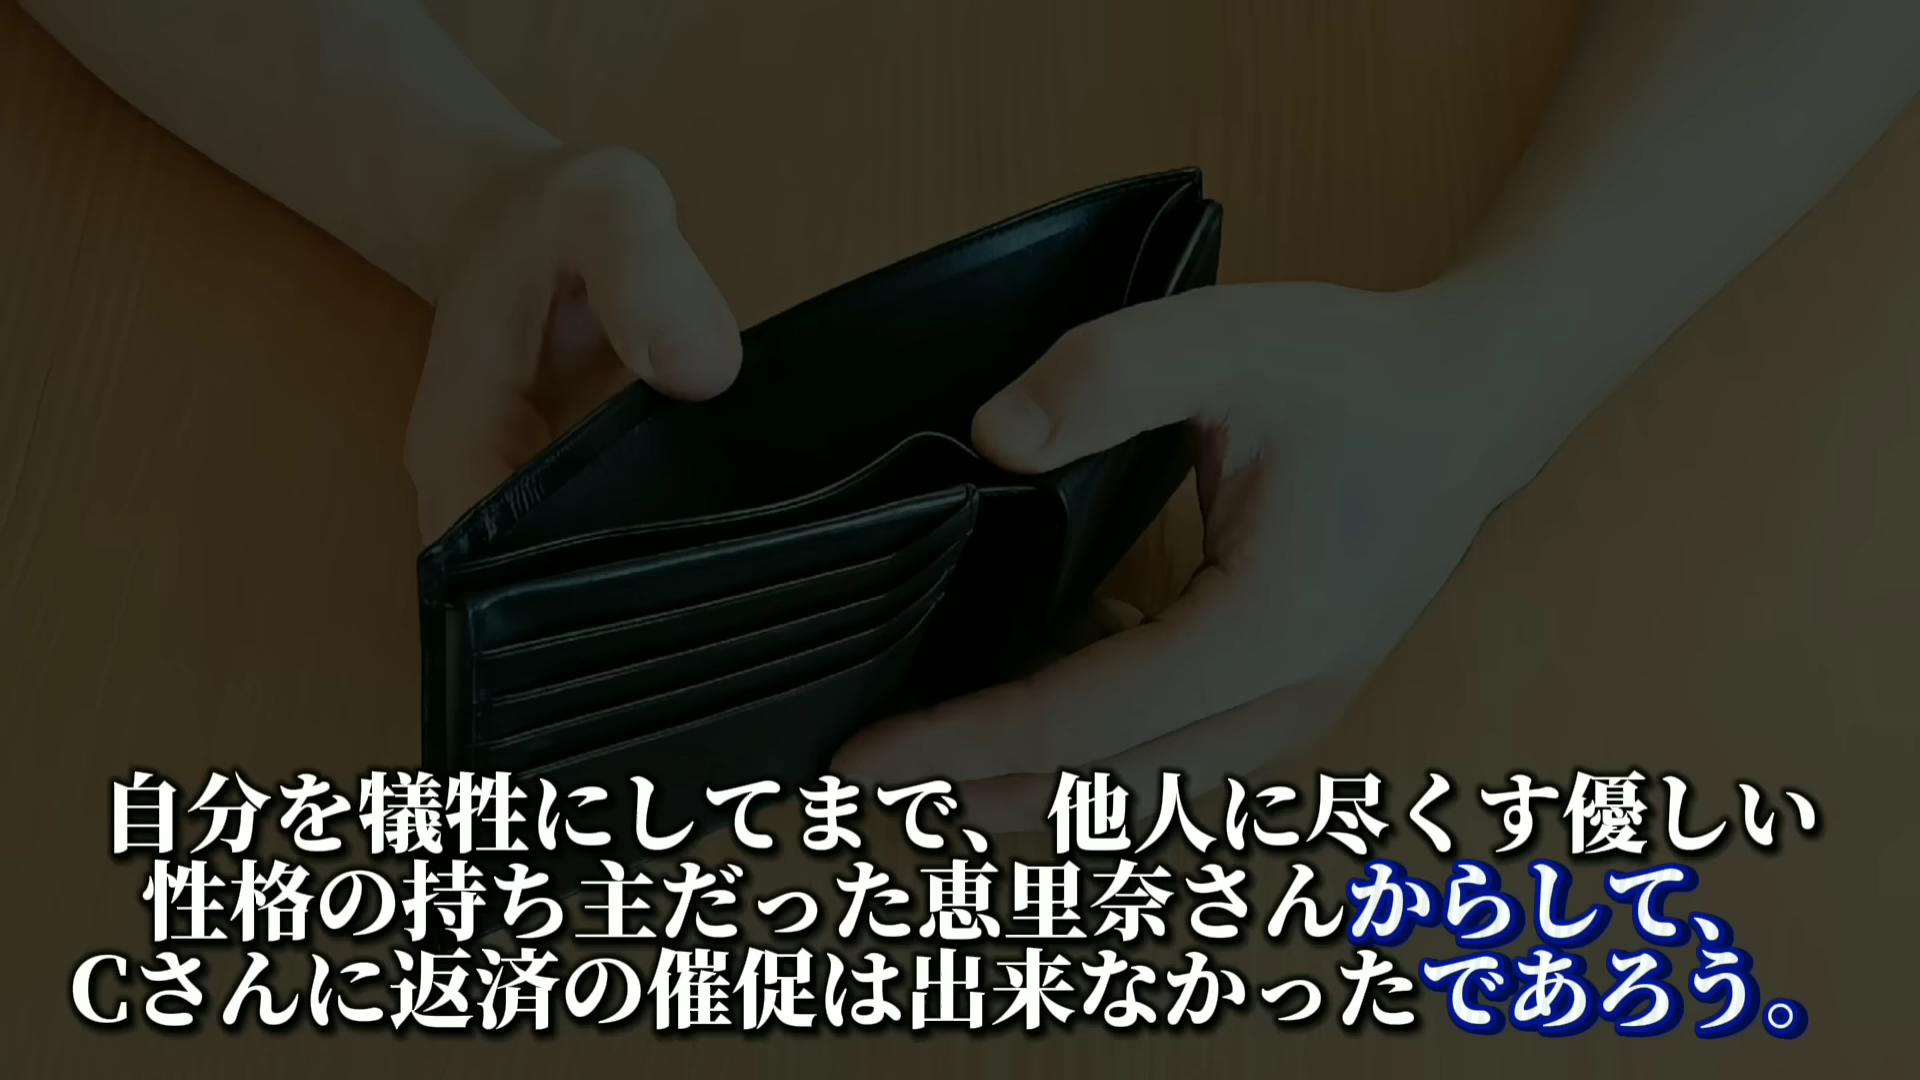 自分を犠牲にしてまで、他人に尽くす優しい
性格の持ち主だった恵里奈さんからして、
Cさんに返済の催促は出来なかったであろう。